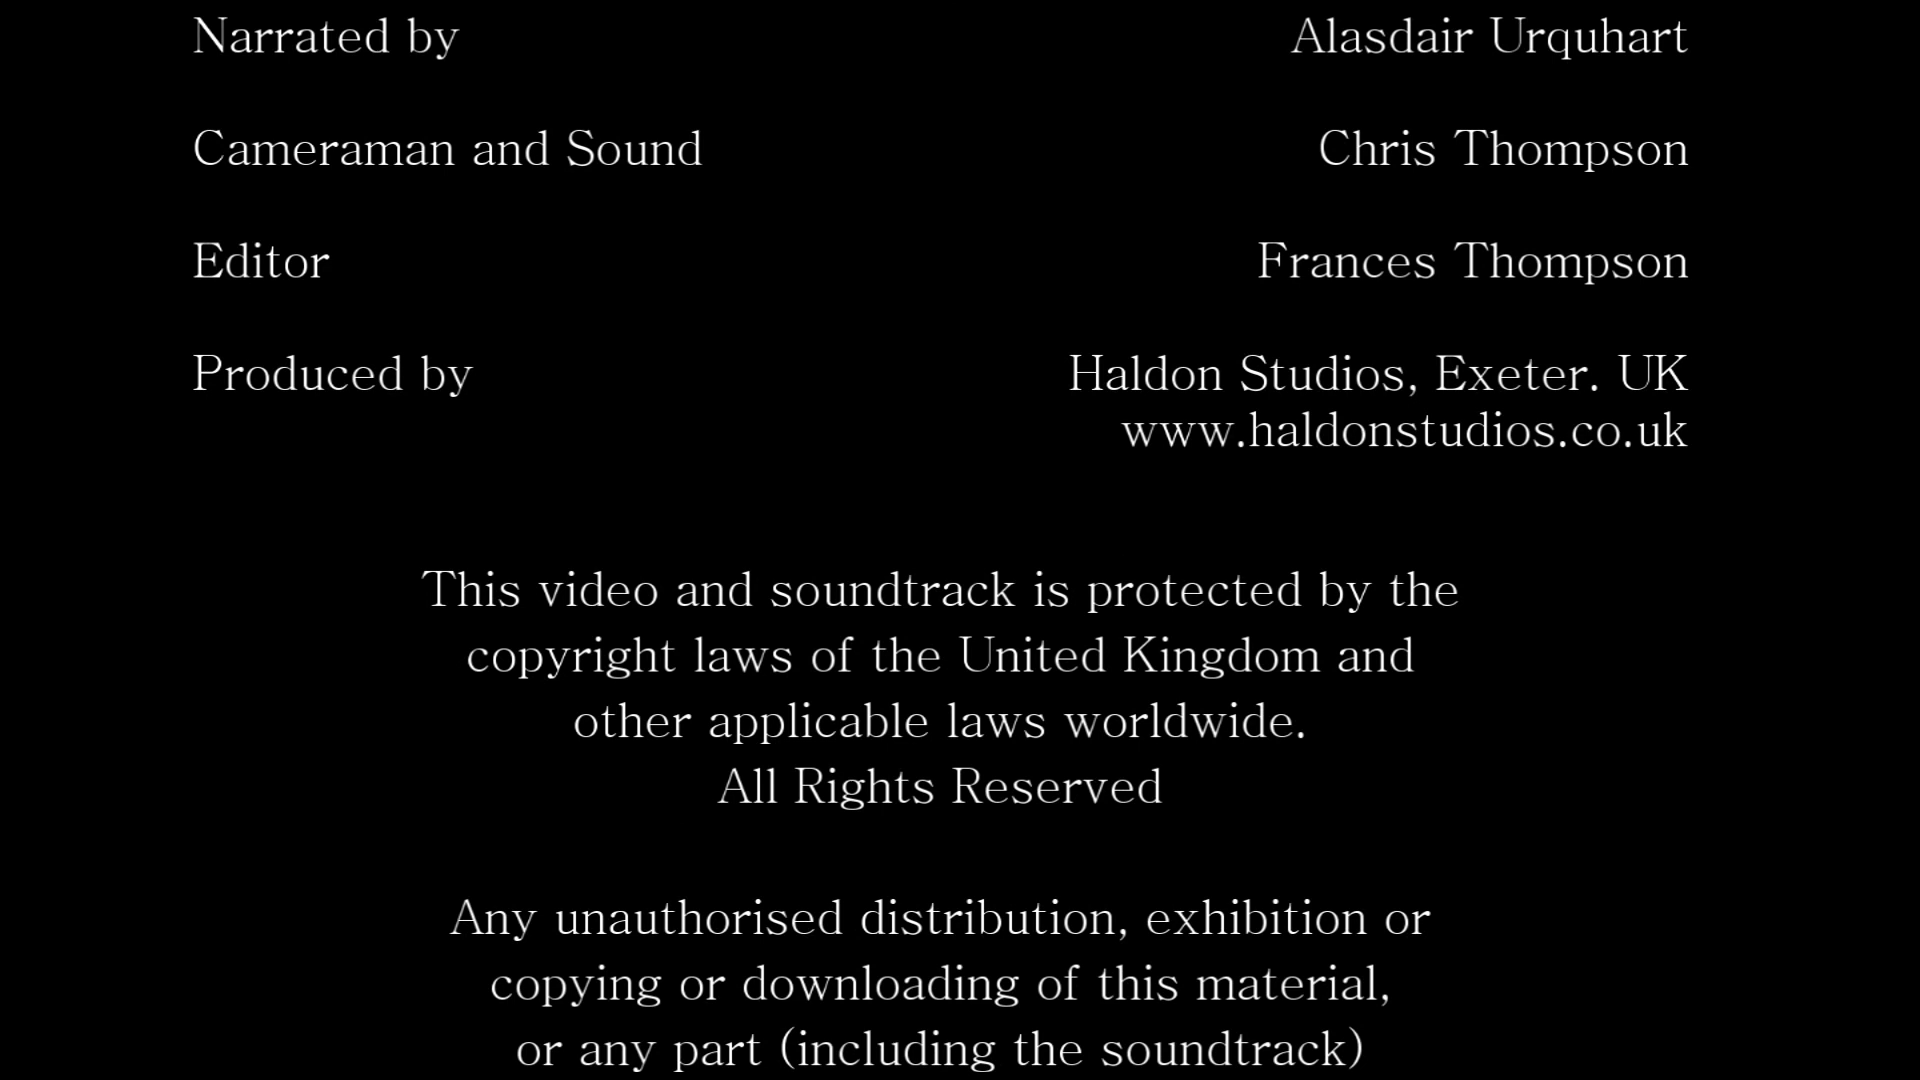 Narrated by Alasdair Urquhart
Cameraman and Sound Chris Thompson
Editor Frances Thompson
Produced by Haldon Studios, Exeter. UK
www.haldonstudios.co.uk
This video and soundtrack is protected by the
copyright laws of the United Kingdom and
other applicable laws worldwide.
All Rights Reserved
Any unauthorised distribution, exhibition or
copying or downloading of this material,
or any part (including the soundtrack)